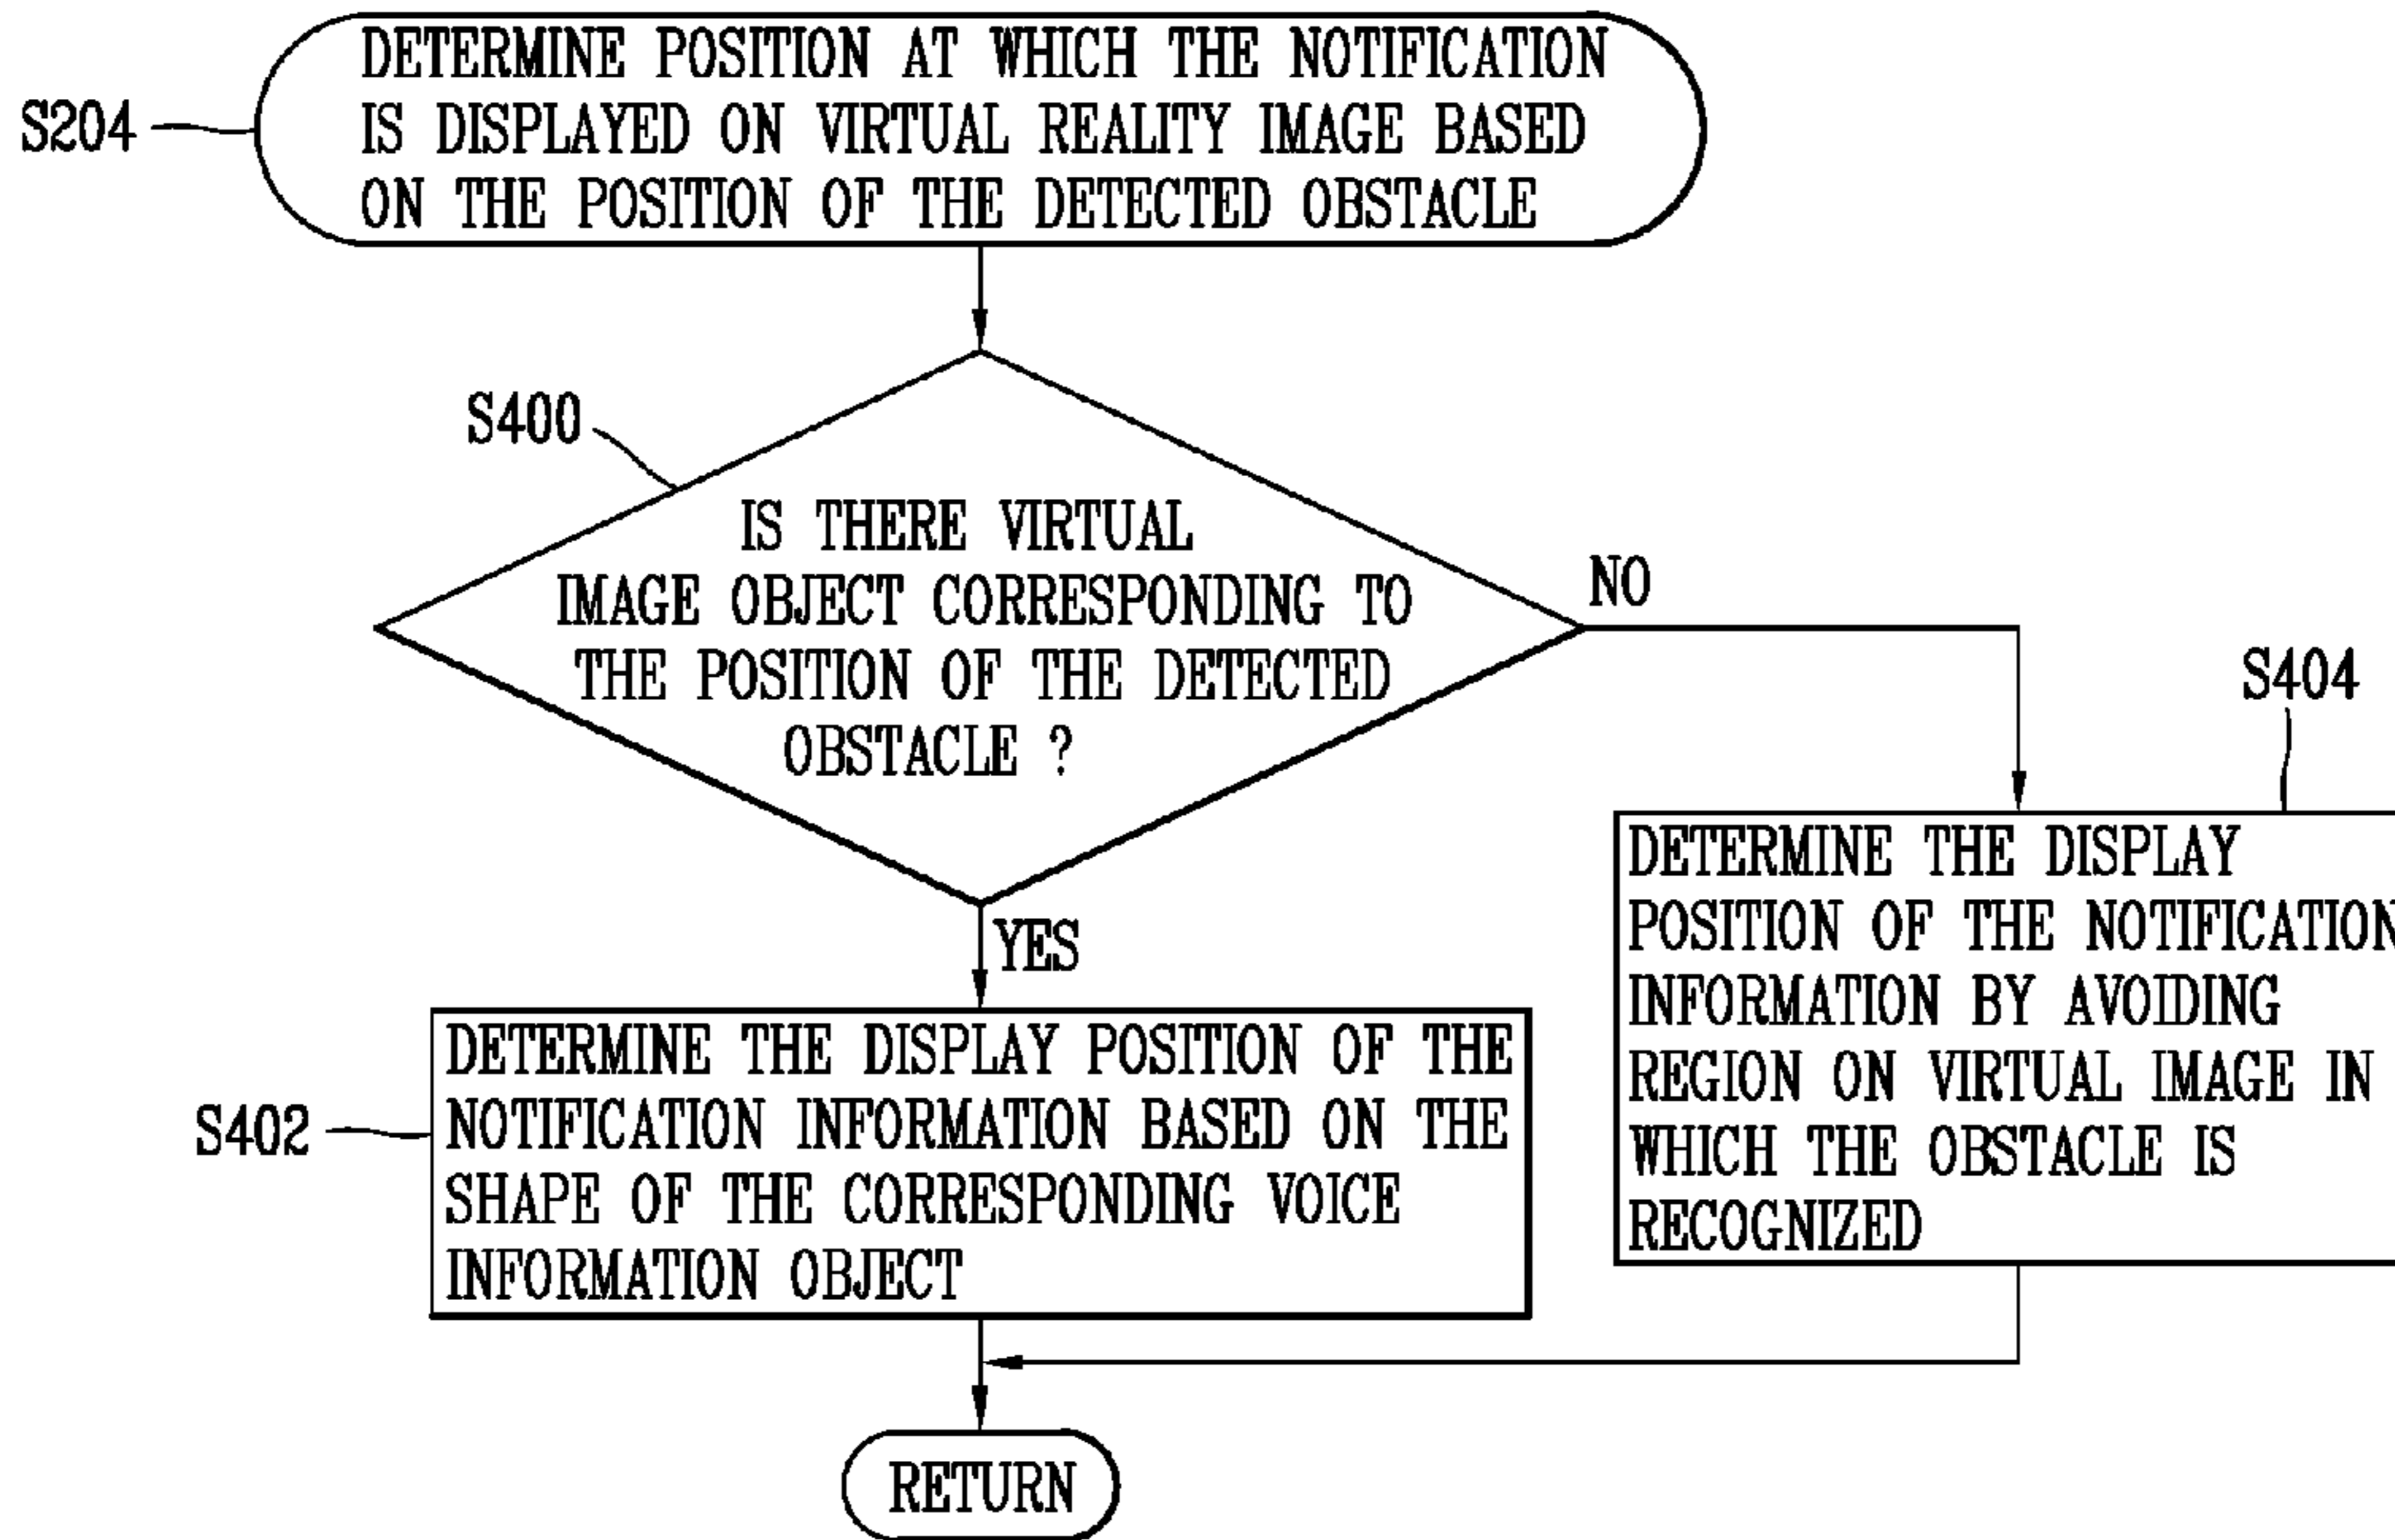 S204
DETERMINE POSITION AT WHICH THE NOTIFICATION
IS DISPLAYED ON VIRTUAL REALITY IMAGE BASED
ON THE POSITION OF THE DETECTED OBSTACLE
S400
IS THERE VIRTUAL
IMAGE OBJECT CORRESPONDING TO
THE POSITION OF THE DETECTED
OBSTACLE ?
NO
YES
S404
DETERMINE THE DISPLAY
POSITION OF THE NOTIFICATION
INFORMATION BY AVOIDING
REGION ON VIRTUAL IMAGE IN
WHICH THE OBSTACLE IS
RECOGNIZED
S402
DETERMINE THE DISPLAY POSITION OF THE
NOTIFICATION INFORMATION BASED ON THE
SHAPE OF THE CORRESPONDING VOICE
INFORMATION OBJECT
RETURN